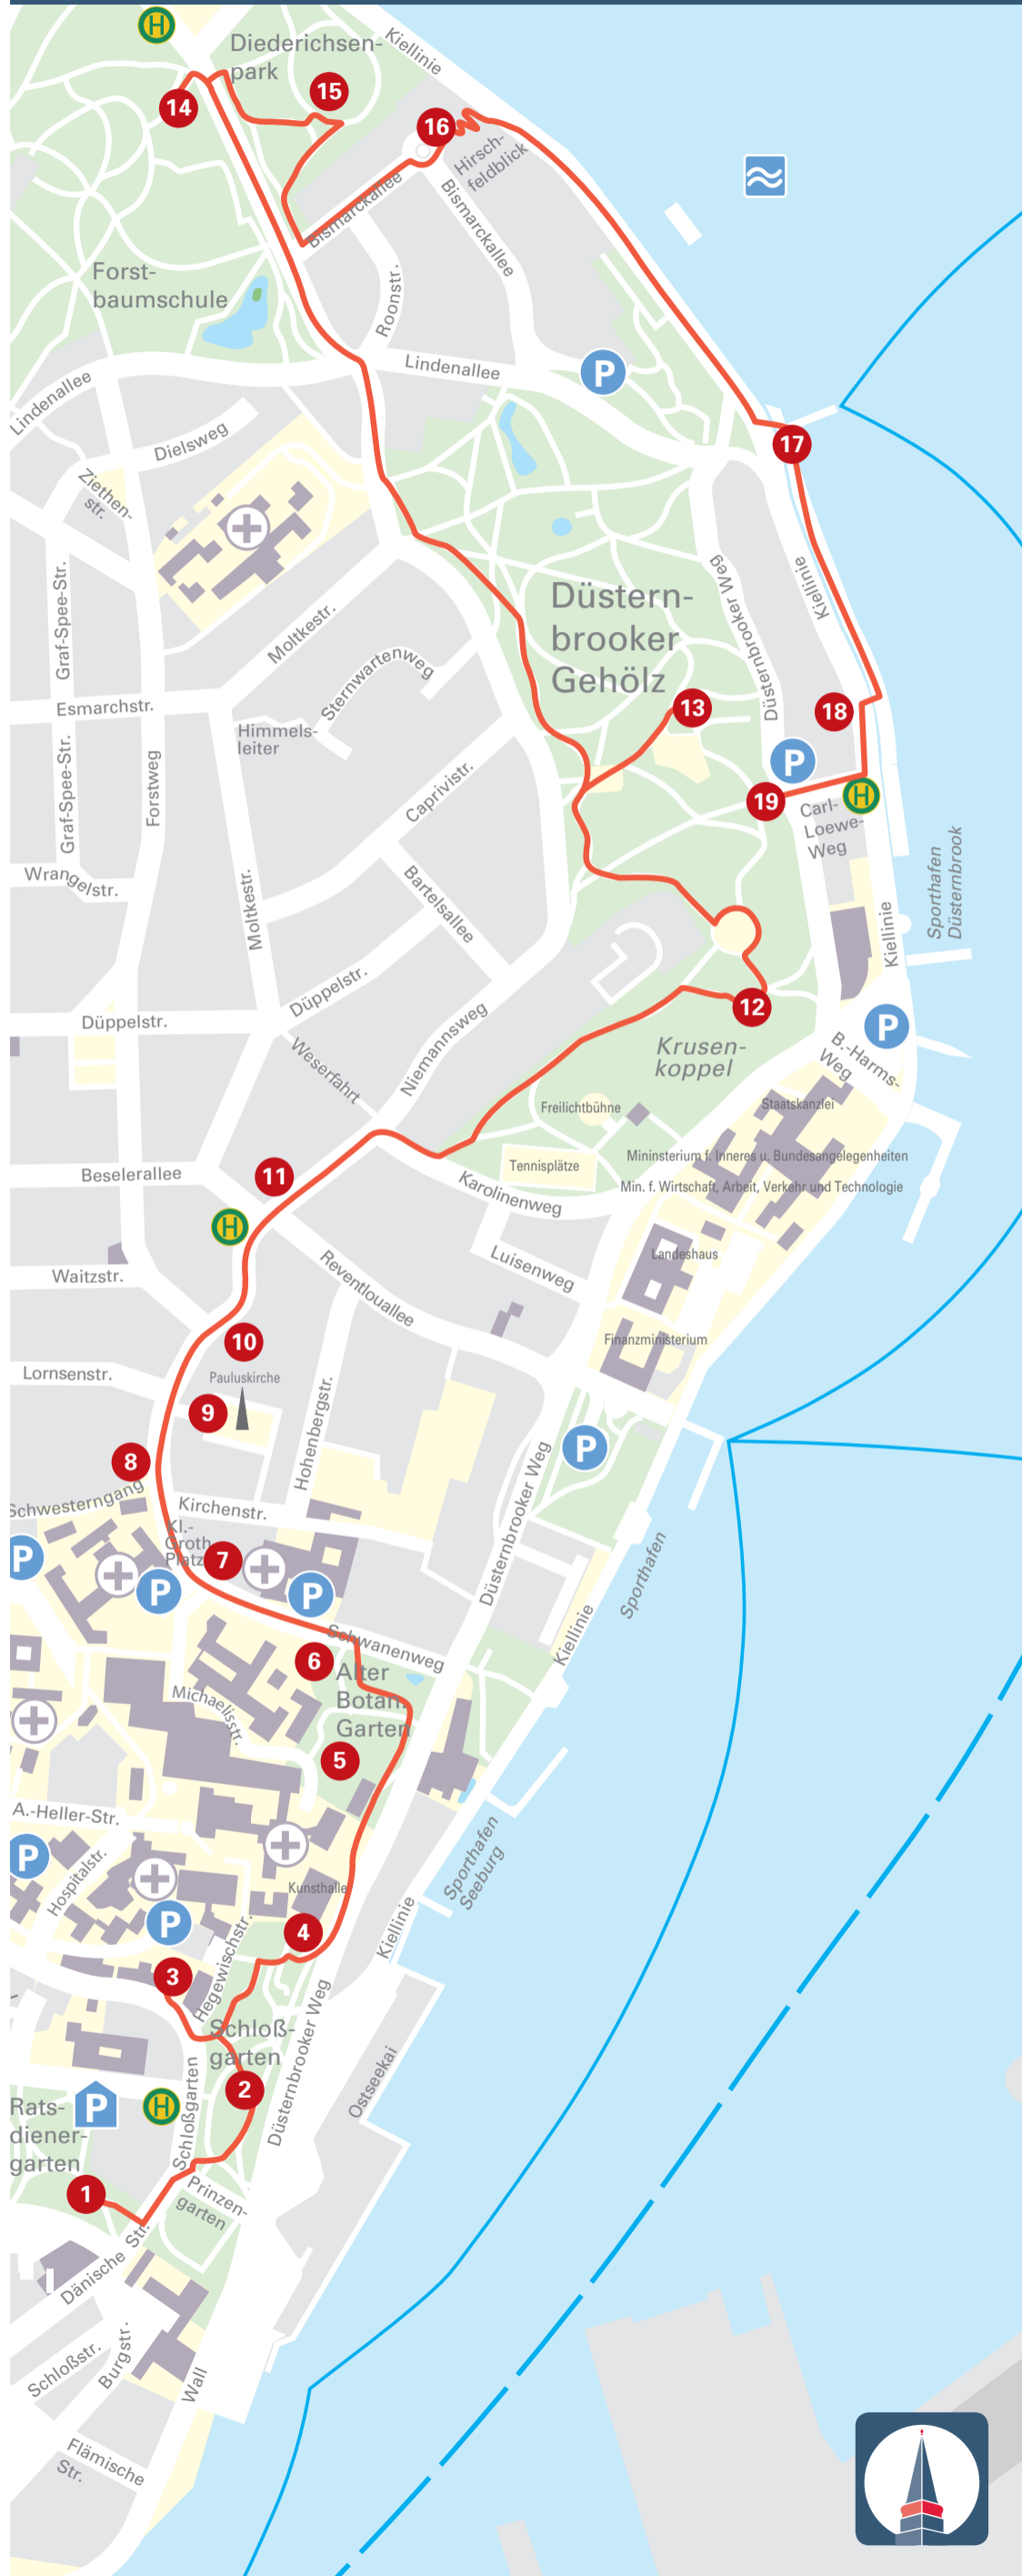 H
Diederichsen-
park
Kiellinie
15
14
16
Hirsch-
feldblick
Bismarckallee
Bismarckallee
Forst-
baumschule
Roonstr.
Lindenallee
P
Lindenallee
Dielsweg
17
Ziethen-
str.
Graf-Spee-Str.
Moltkestr.
Düsternbrooker Weg
Kiellinie
Düstern-
brooker
Gehölz
Sternwartenweg
Esmarchstr.
Himmels-
leiter
13
18
Graf-Spee-Str.
Forstweg
Caprivistr.
P
19
H
Carl-
Loewe-
Weg
Wrangelstr.
Moltkestr.
Bartelsallee
Kiellinie
Sporthafen
Düsternbrook
Düppelstr.
Düppelstr.
12
P
Niemannsweg
Weserfahrt
Krusen-
koppel
B.-Harms-
Weg
Freilichtbühne
Staatskanzlei
Mininsterium f. Inneres u. Bundesangelegenheiten
Tennisplätze
Beselerallee
11
Karolinenweg
Min. f. Wirtschaft, Arbeit, Verkehr und Technologie
H
Luisenweg
Landeshaus
Waitzstr.
Reventlouallee
10
Finanzministerium
Lornsenstr.
Pauluskirche
9
Hohenbergstr.
8
P
Düsternbrooker Weg
Schwesterngang
Kirchenstr.
Kl.-
Groth
Platz
7
P
P
P
Sporthafen
Kiellinie
Schwanenweg
6
Alter
Botan.
Garten
Michaelisstr.
5
A.-Heller-Str.
P
Hospitalstr.
Sporthafen
Seeburg
Kunsthalle
P
4
Kiellinie
3
Hegewischstr.
Schloß-
garten
Düsternbrooker Weg
Ostseekai
2
P
H
Schloßgarten
Rats-
diener-
garten
1
Prinzen-
garten
Dänische Str.
Schloßstr.
Burgstr.
Wall
Flämische
Str.